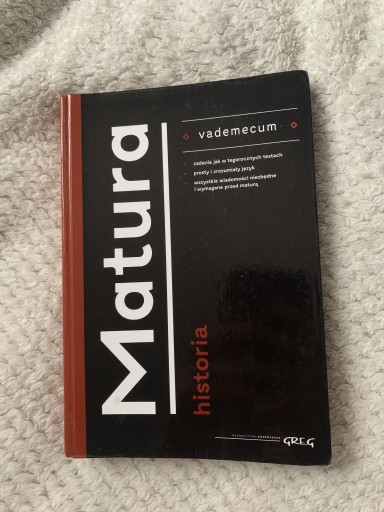 Matura
historia
vademecum
zadania jak w tegorocznych testach
prosty i zrozumiały język
wszystkie wiadomości niezbędne
i wymagane przed maturą
GREG